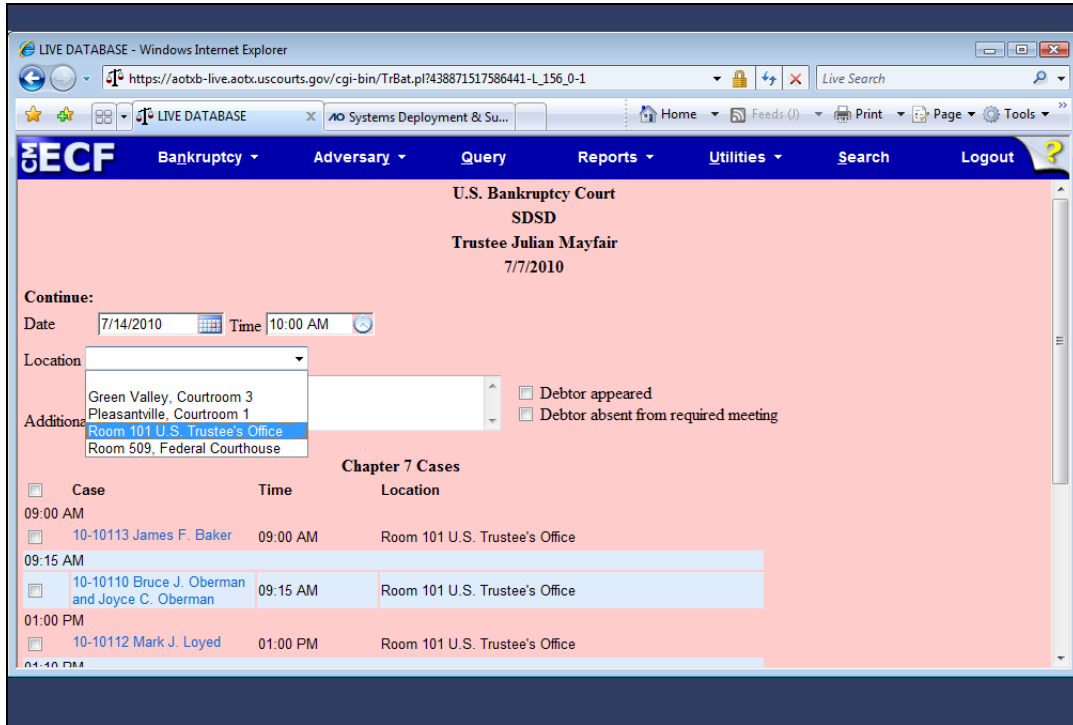 LIVE DATABASE - Windows Internet Explorer
https://aotxb-live.aotx.uscourts.gov/cgi-bin/TrBat.pl?438871517586441-L_156_0-1
Live Search
LIVE DATABASE X AO Systems Deployment & Su...
Home Feeds (J) Print Page Tools
CM ECF Bankruptcy Adversary Query Reports Utilities Search Logout ?
U.S. Bankruptcy Court
SDSD
Trustee Julian Mayfair
7/7/2010
Continue:
Date 7/14/2010 Time 10:00 AM
Location
Green Valley, Courtroom 3
Pleasantville, Courtroom 1
Room 101 U.S. Trustee's Office
Room 509, Federal Courthouse
Additiona
Debtor appeared
Debtor absent from required meeting
Chapter 7 Cases
Case Time Location
09:00 AM
10-10113 James F. Baker 09:00 AM Room 101 U.S. Trustee's Office
09:15 AM
10-10110 Bruce J. Oberman
and Joyce C. Oberman 09:15 AM Room 101 U.S. Trustee's Office
01:00 PM
10-10112 Mark J. Loyed 01:00 PM Room 101 U.S. Trustee's Office
01:10 PM